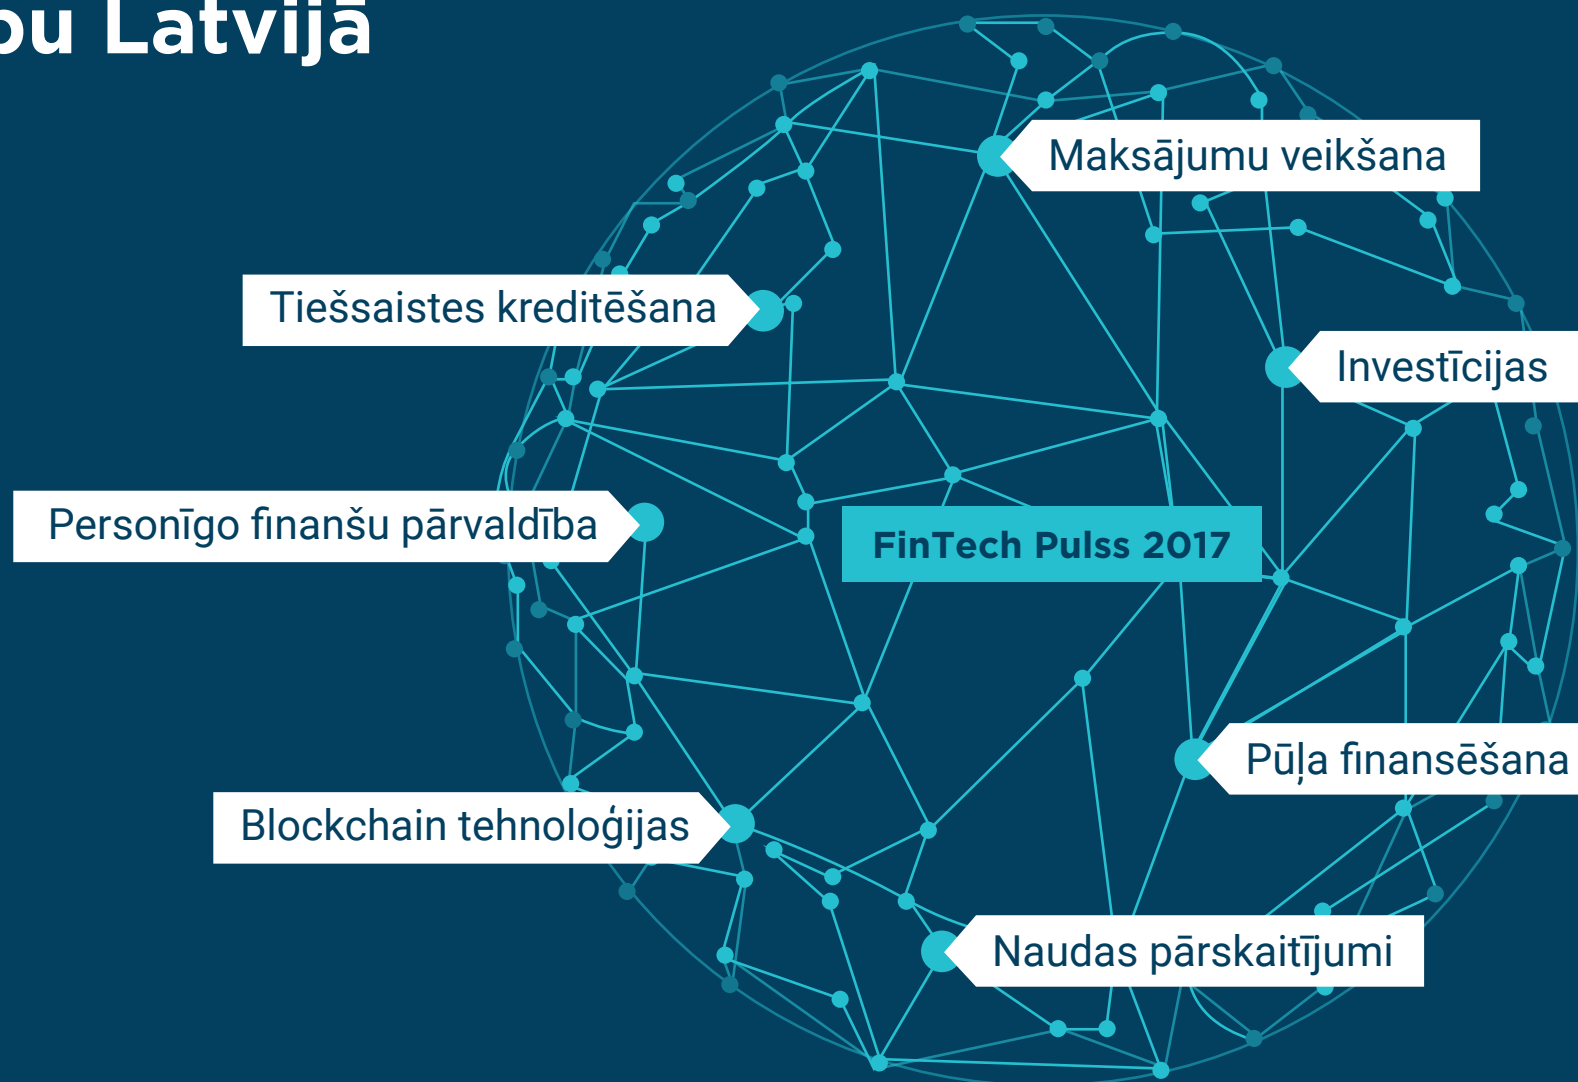 Latvijā
Maksājumu veikšana
Tiešsaistes kreditēšana
Investīcijas
Personīgo finanšu pārvaldība
FinTech Pulss 2017
Pūļa finansēšana
Blockchain tehnoloģijas
Naudas pārskaitījumi